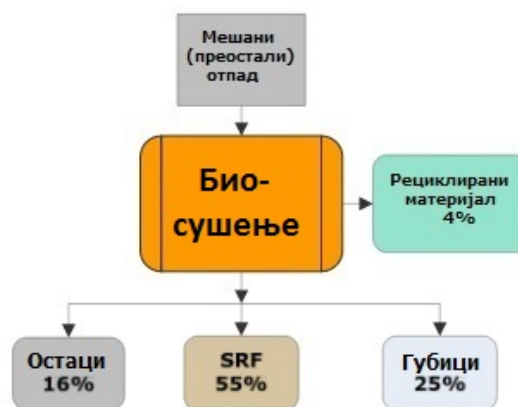 Мешани
(преостали)
отпад
Био-
сушење
Рециклирани
материјал
4%
Остаци
16%
SRF
55%
Губици
25%